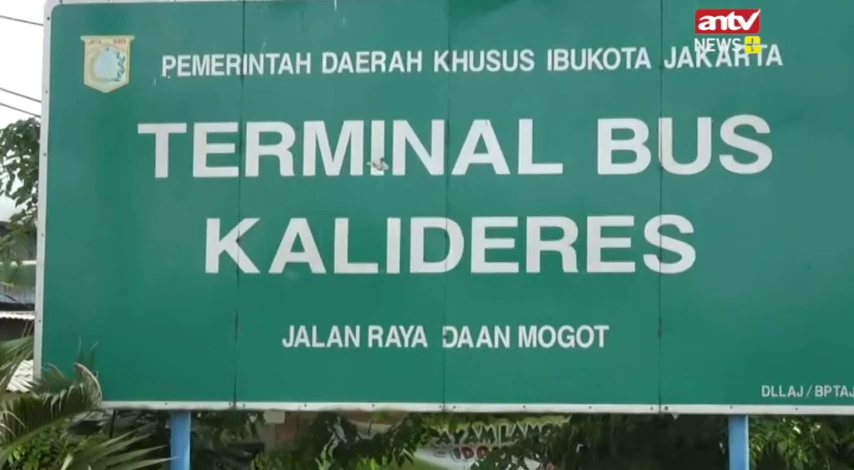 antv
NEWS+
PEMERINTAH DAERAH KHUSUS IBUKOTA JAKARTA
TERMINAL BUS
KALIDERES
JALAN RAYA DAAN MOGOT
DLLAJ/BPTAJ